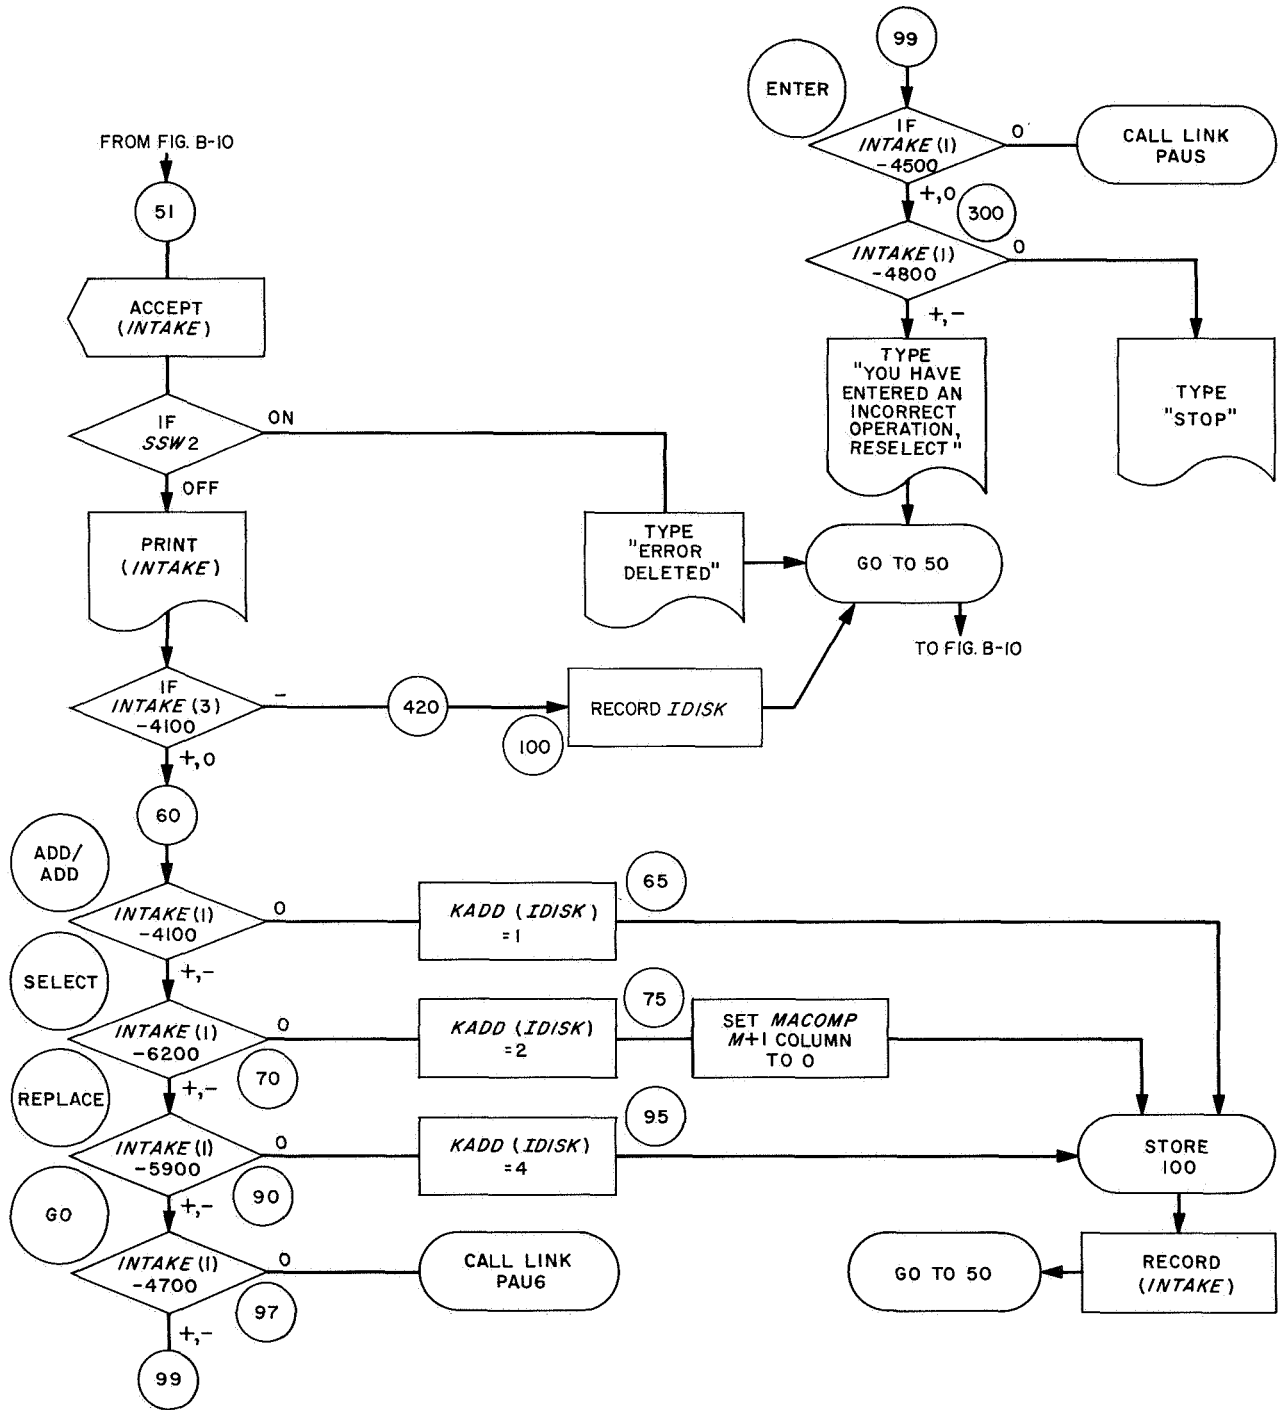 FROM FIG. B-10
51
ACCEPT
(INTAKE)
IF
SSW2
ON
OFF
PRINT
(INTAKE)
TYPE
"ERROR
DELETED"
IF
INTAKE(3)
-4100
-
+,0
420
100
RECORD IDISK
60
ADD/
ADD
INTAKE(1)
-4100
0
+,-
KADD (IDISK)
=1
65
SELECT
INTAKE(1)
-6200
0
+,-
70
KADD (IDISK)
=2
75
SET MACOMP
M+1 COLUMN
TO 0
REPLACE
INTAKE(1)
-5900
0
+,-
90
KADD (IDISK)
=4
95
STORE
100
RECORD
(INTAKE)
GO TO 50
GO
INTAKE(1)
-4700
0
+,-
97
CALL LINK
PAU6
99
99
ENTER
IF
INTAKE(1)
-4500
0
+,0
CALL LINK
PAUS
300
INTAKE(1)
-4800
0
+,-
TYPE
"YOU HAVE
ENTERED AN
INCORRECT
OPERATION,
RESELECT"
TYPE
"STOP"
GO TO 50
TO FIG. B-10